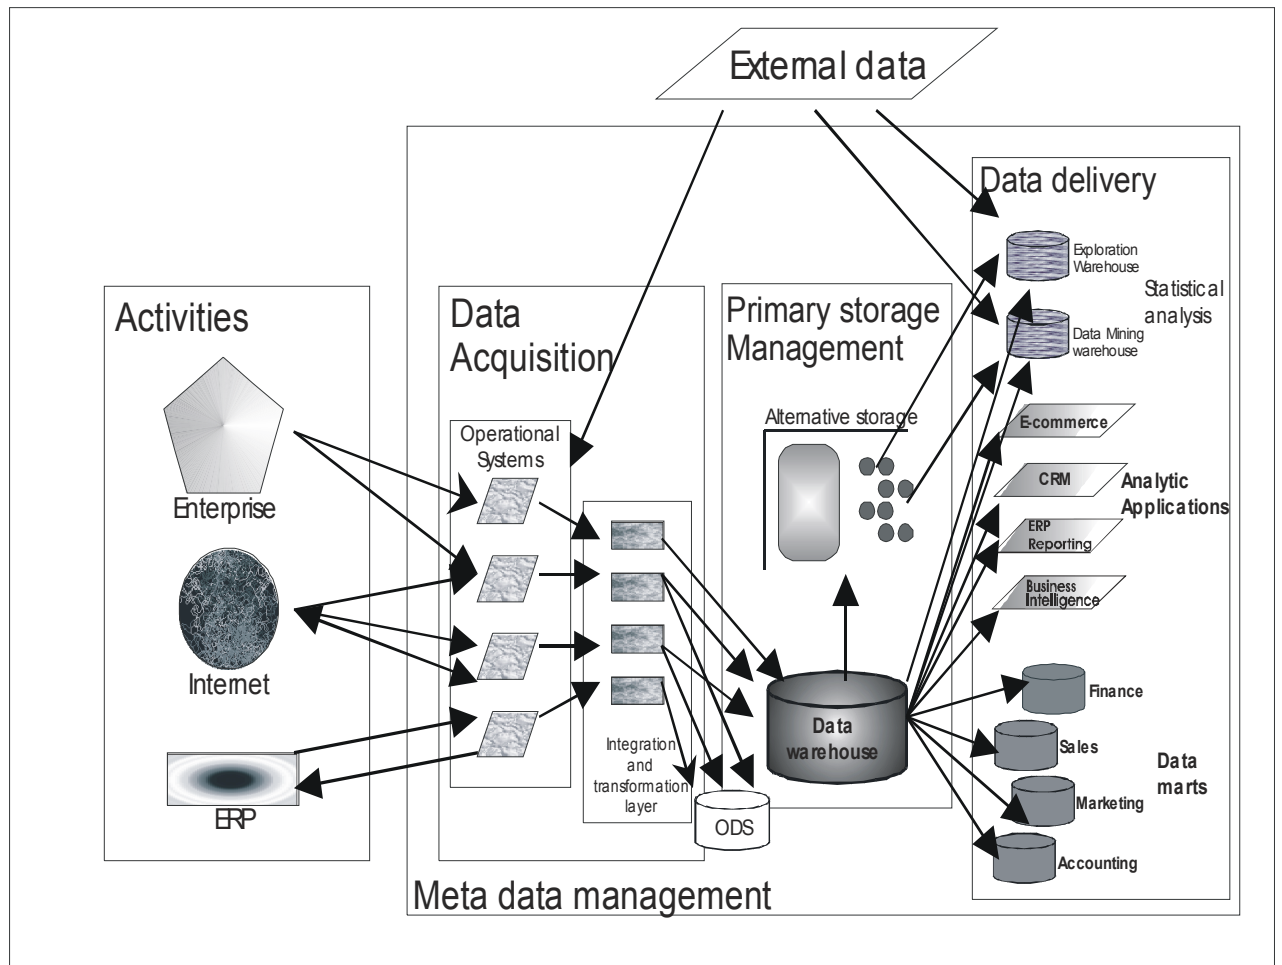 External data
Data delivery
Exploration
Warehouse
Statistical
analysis
Data Mining
warehouse
Activities
Enterprise
Internet
ERP
Data
Acquisition
Operational
Systems
Integration
and
transformation
layer
ODS
Primary storage
Management
Alternative storage
Data
warehouse
E-commerce
CRM
Analytic
Applications
ERP
Reporting
Business
Intelligence
Finance
Sales
Data
marts
Marketing
Accounting
Meta data management